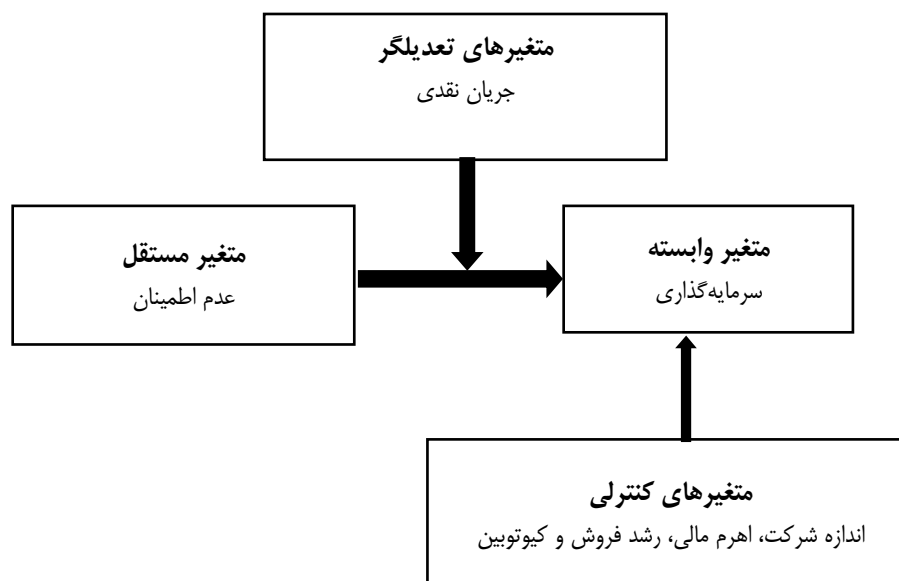 متغیرهای تعدیلگر
جریان نقدی
متغیر مستقل
عدم اطمینان
متغیر وابسته
سرمایه‌گذاری
متغیرهای کنترلی
اندازه شرکت، اهرم مالی، رشد فروش و کیوتوبین